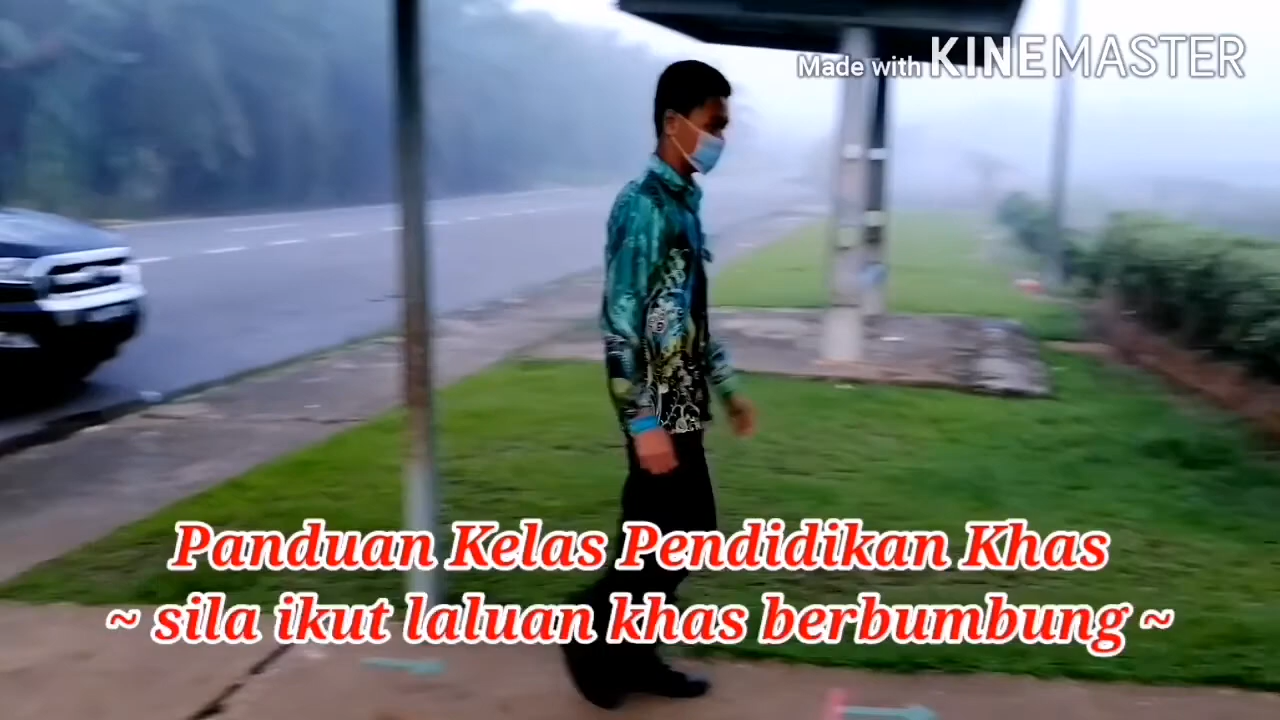 Made with KINEMASTER
Panduan Kelas Pendidikan Khas
~ sila ikut laluan khas berbumbung ~